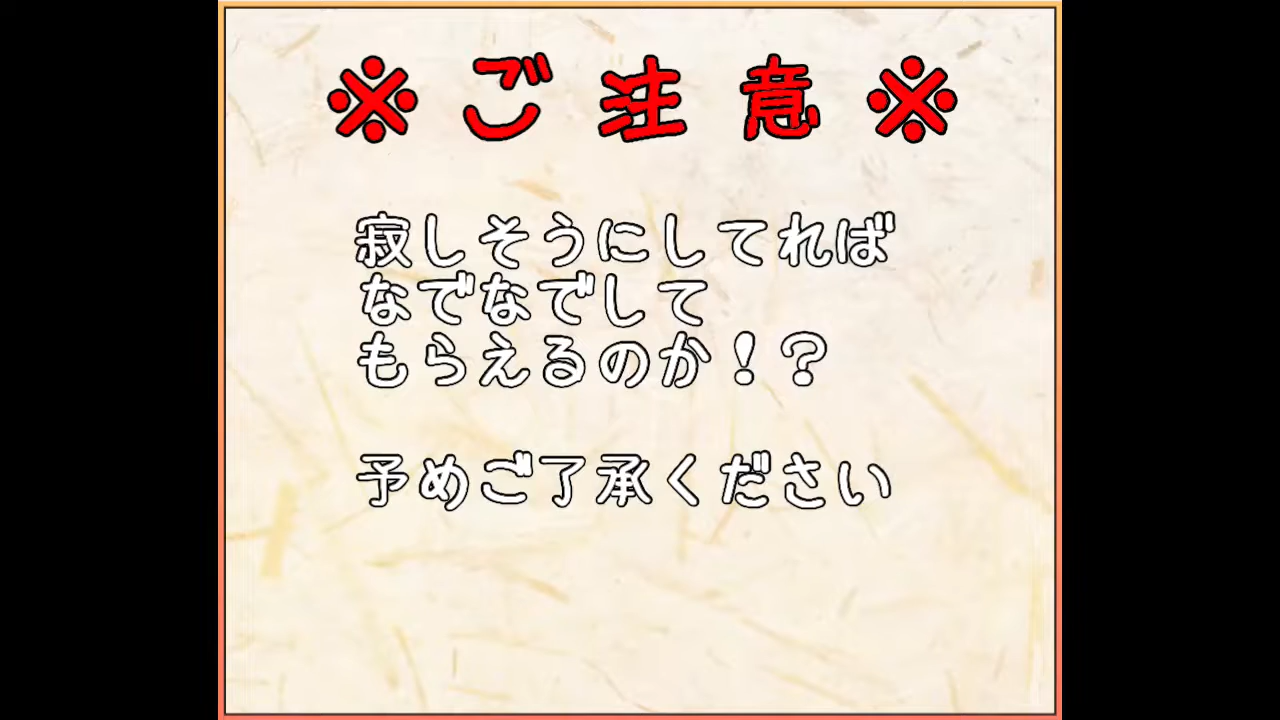 ※ご注意※
寂しそうにしてれば
なでなでして
もらえるのか！？
予めご了承ください